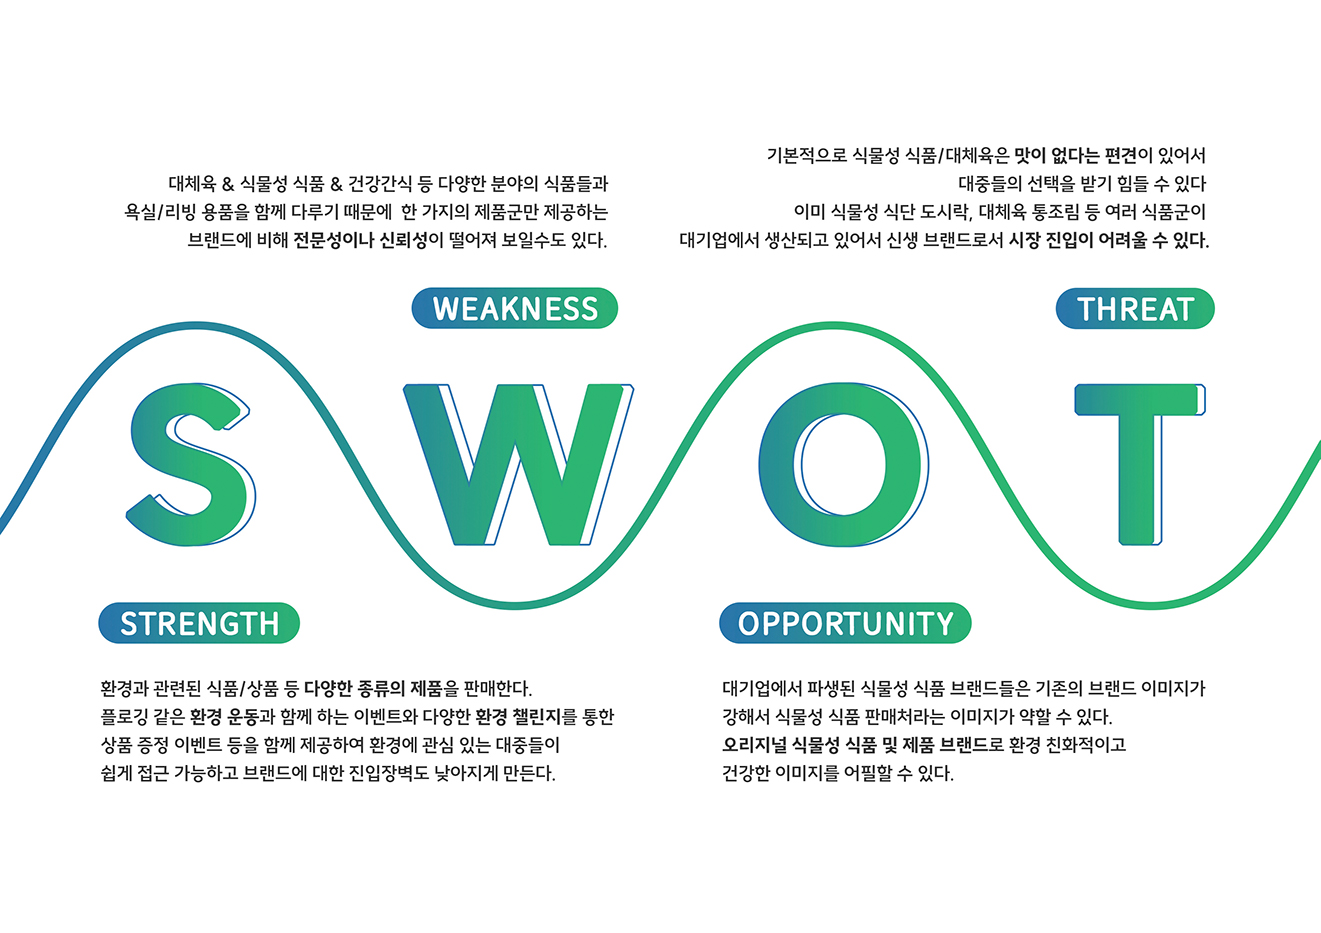 대체육 & 식물성 식품 & 건강간식 등 다양한 분야의 식품들과
욕실/리빙 용품을 함께 다루기 때문에 한 가지의 제품군만 제공하는
브랜드에 비해 전문성이나 신뢰성이 떨어져 보일수도 있다.
WEAKNESS
기본적으로 식물성 식품/대체육은 맛이 없다는 편견이 있어서
대중들의 선택을 받기 힘들 수 있다
이미 식물성 식단 도시락, 대체육 통조림 등 여러 식품군이
대기업에서 생산되고 있어서 신생 브랜드로서 시장 진입이 어려울 수 있다.
THREAT
S W O T
STRENGTH
환경과 관련된 식품/상품 등 다양한 종류의 제품을 판매한다.
플로깅 같은 환경 운동과 함께 하는 이벤트와 다양한 환경 챌린지를 통한
상품 증정 이벤트 등을 함께 제공하여 환경에 관심 있는 대중들이
쉽게 접근 가능하고 브랜드에 대한 진입장벽도 낮아지게 만든다.
OPPORTUNITY
대기업에서 파생된 식물성 식품 브랜드들은 기존의 브랜드 이미지가
강해서 식물성 식품 판매처라는 이미지가 약할 수 있다.
오리지널 식물성 식품 및 제품 브랜드로 환경 친화적이고
건강한 이미지를 어필할 수 있다.